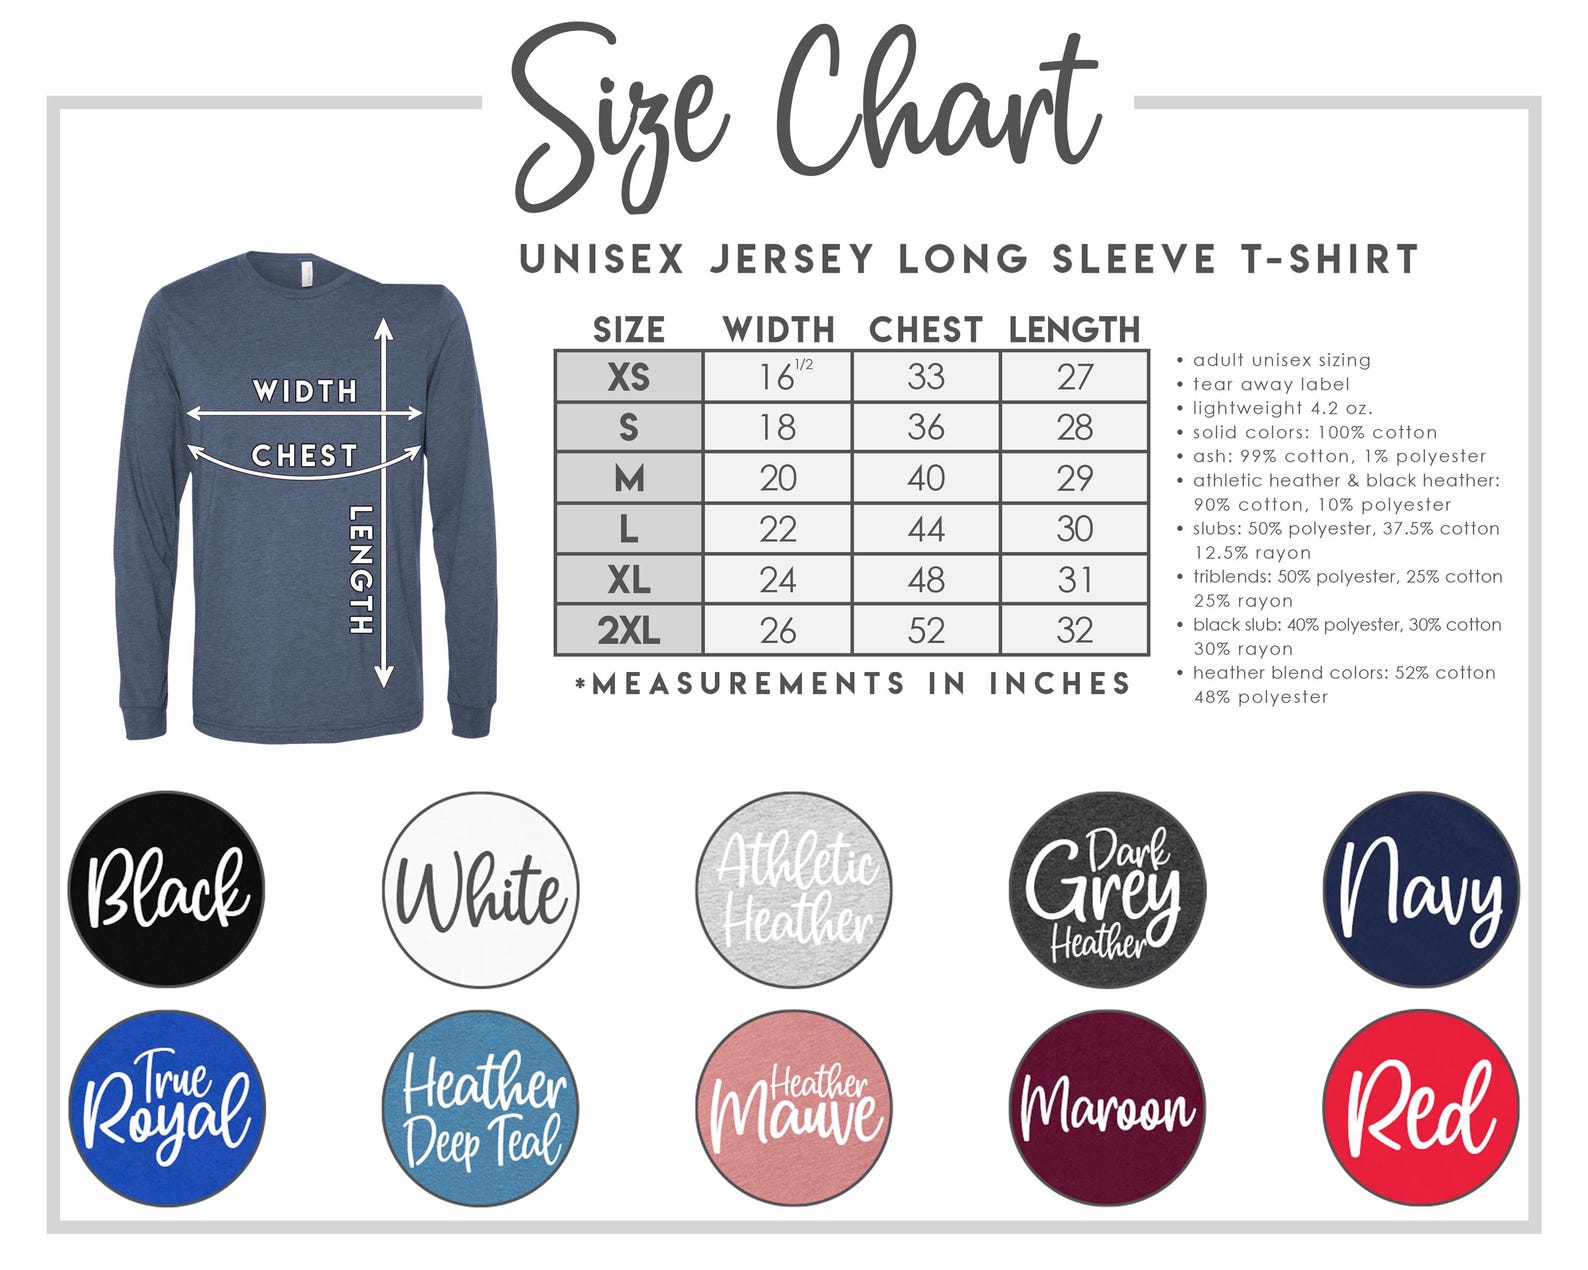 Size Chart
UNISEX JERSEY LONG SLEEVE T-SHIRT
WIDTH
CHEST
LENGTH
SIZE WIDTH CHEST LENGTH
XS 16 1/2 33 27
S 18 36 28
M 20 40 29
L 22 44 30
XL 24 48 31
2XL 26 52 32
*MEASUREMENTS IN INCHES
• adult unisex sizing
• tear away label
• lightweight 4.2 oz.
• solid colors: 100% cotton
• ash: 99% cotton, 1% polyester
• athletic heather & black heather:
90% cotton, 10% polyester
• slubs: 50% polyester, 37.5% cotton
12.5% rayon
• triblends: 50% polyester, 25% cotton
25% rayon
• black slub: 40% polyester, 30% cotton
30% rayon
• heather blend colors: 52% cotton
48% polyester
Black
White
Athletic
Heather
Dark
Grey
Heather
Navy
True
Royal
Heather
Deep Teal
Heather
Mauve
Maroon
Red